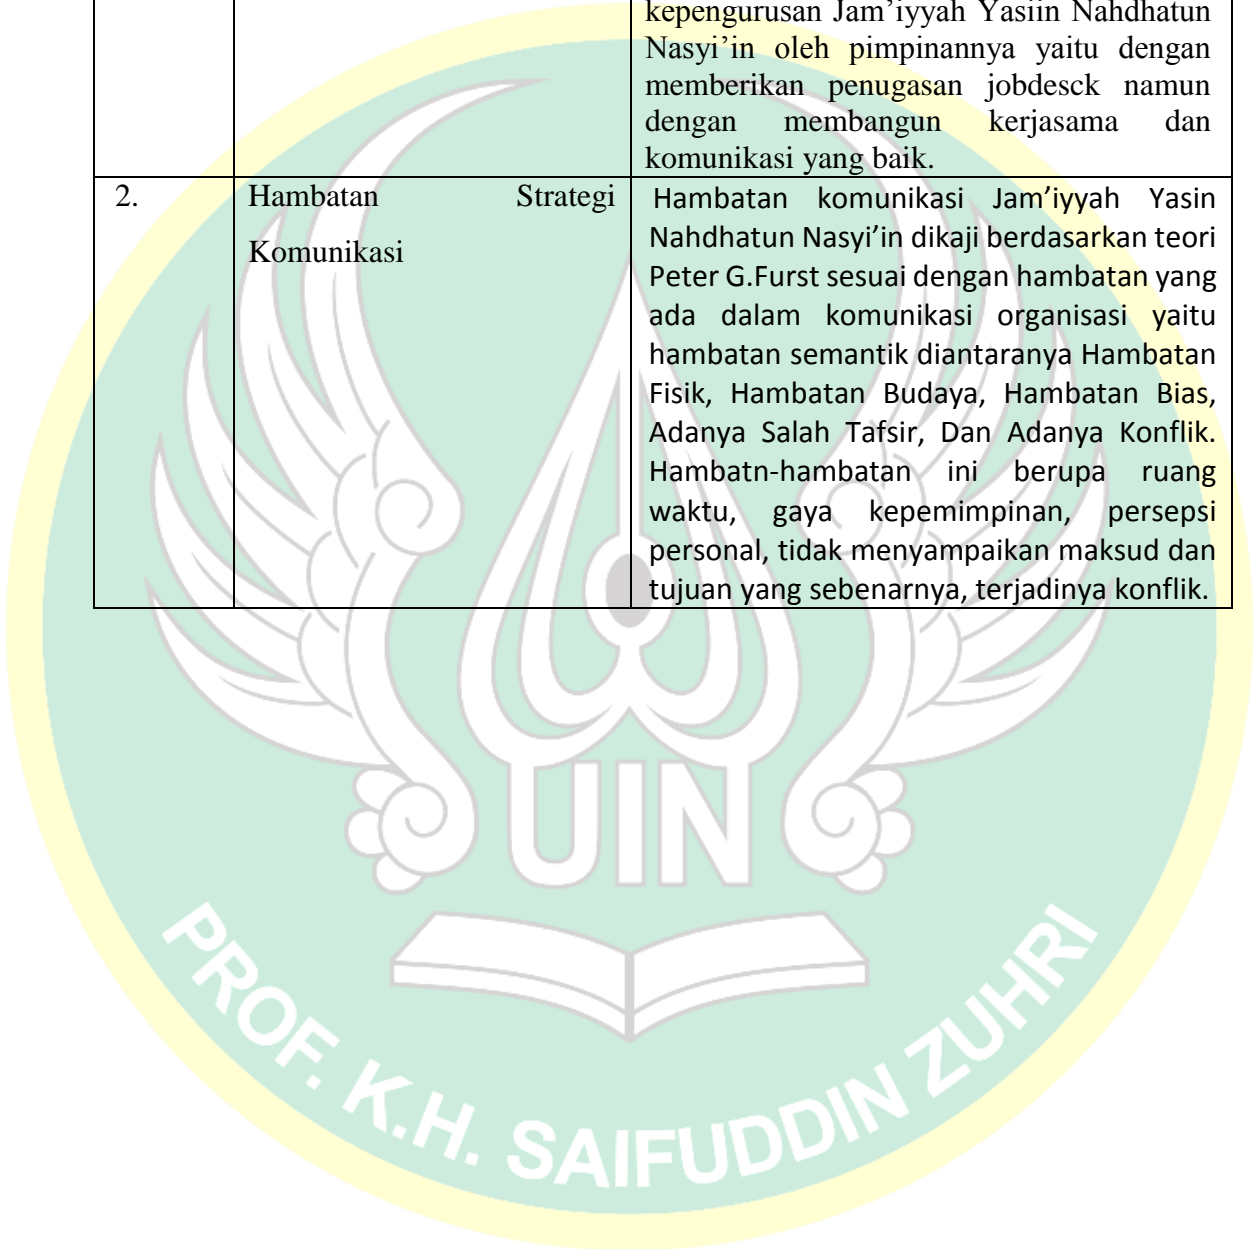 kepengurusan Jam’iyyah Yasiin Nahdhatun
Nasyi’in oleh pimpinannya yaitu dengan
memberikan penugasan jobdesck namun
dengan membangun kerjasama dan
komunikasi yang baik.
2.
Hambatan Strategi
Komunikasi
Hambatan komunikasi Jam’iyyah Yasin
Nahdhatun Nasyi’in dikaji berdasarkan teori
Peter G.Furst sesuai dengan hambatan yang
ada dalam komunikasi organisasi yaitu
hambatan semantik diantaranya Hambatan
Fisik, Hambatan Budaya, Hambatan Bias,
Adanya Salah Tafsir, Dan Adanya Konflik.
Hambatn-hambatan ini berupa ruang
waktu, gaya kepemimpinan, persepsi
personal, tidak menyampaikan maksud dan
tujuan yang sebenarnya, terjadinya konflik.
UIN
PROF. K.H. SAIFUDDIN ZUHRI